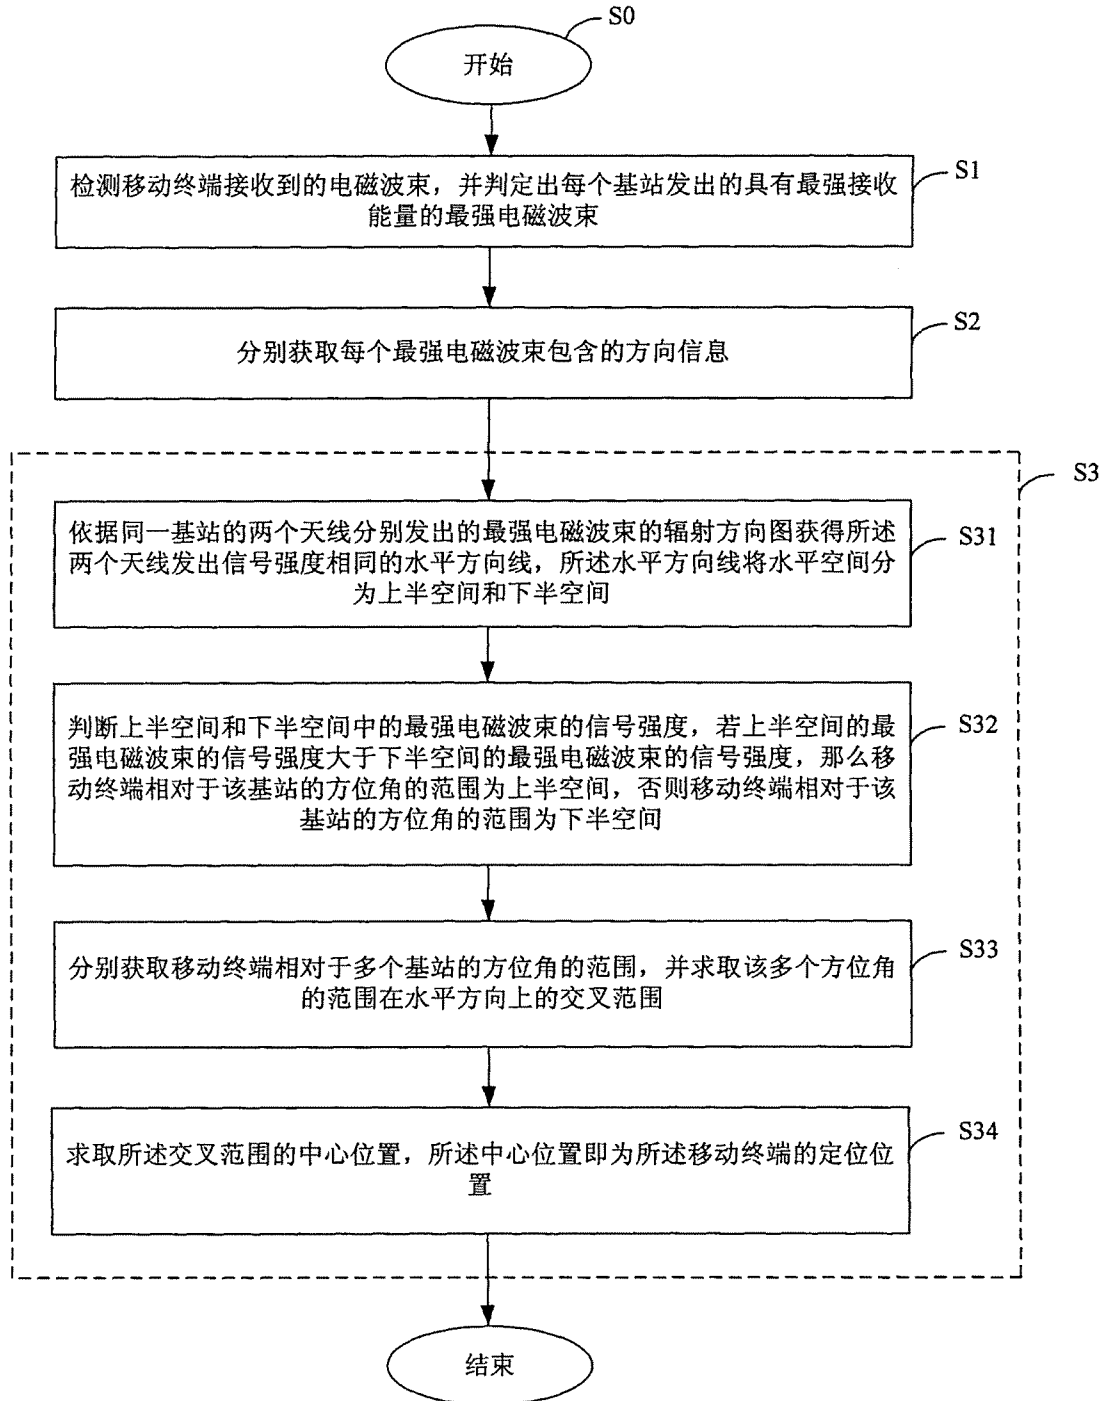 S0
开始
S1
检测移动终端接收到的电磁波束，并判定出每个基站发出的具有最强接收
能量的最强电磁波束
S2
分别获取每个最强电磁波束包含的方向信息
S3
S31
依据同一基站的两个天线分别发出的最强电磁波束的辐射方向图获得所述
两个天线发出信号强度相同的水平方向线，所述水平方向线将水平空间分
为上半空间和下半空间
S32
判断上半空间和下半空间中的最强电磁波束的信号强度，若上半空间的最
强电磁波束的信号强度大于下半空间的最强电磁波束的信号强度，那么移
动终端相对于该基站的方位角的范围为上半空间，否则移动终端相对于该
基站的方位角的范围为下半空间
S33
分别获取移动终端相对于多个基站的方位角的范围，并求取该多个方位角
的范围在水平方向上的交叉范围
S34
求取所述交叉范围的中心位置，所述中心位置即为所述移动终端的定位位
置
结束